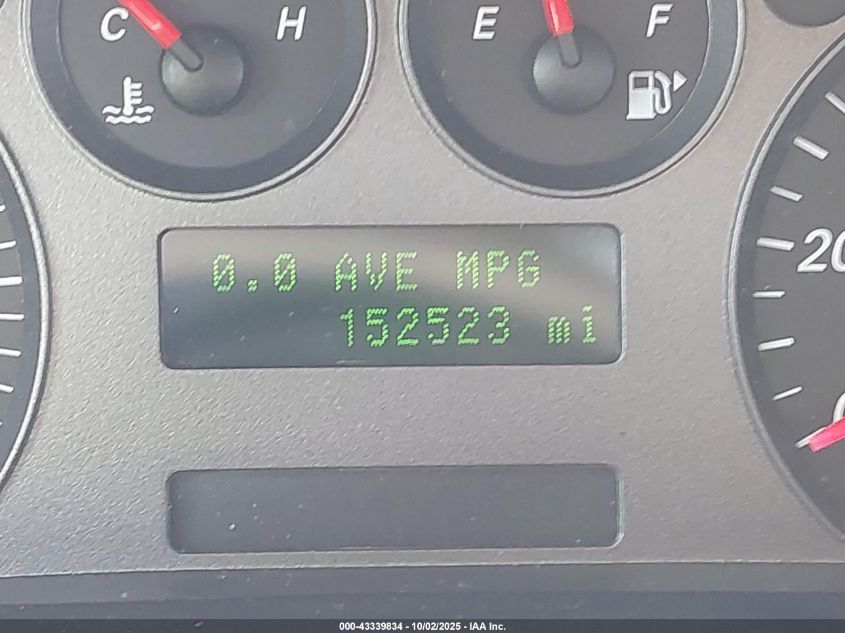 C H E F
0.0 AVE MPG
152523 mi
20
000-43339834 - 10/02/2025 - IAA Inc.